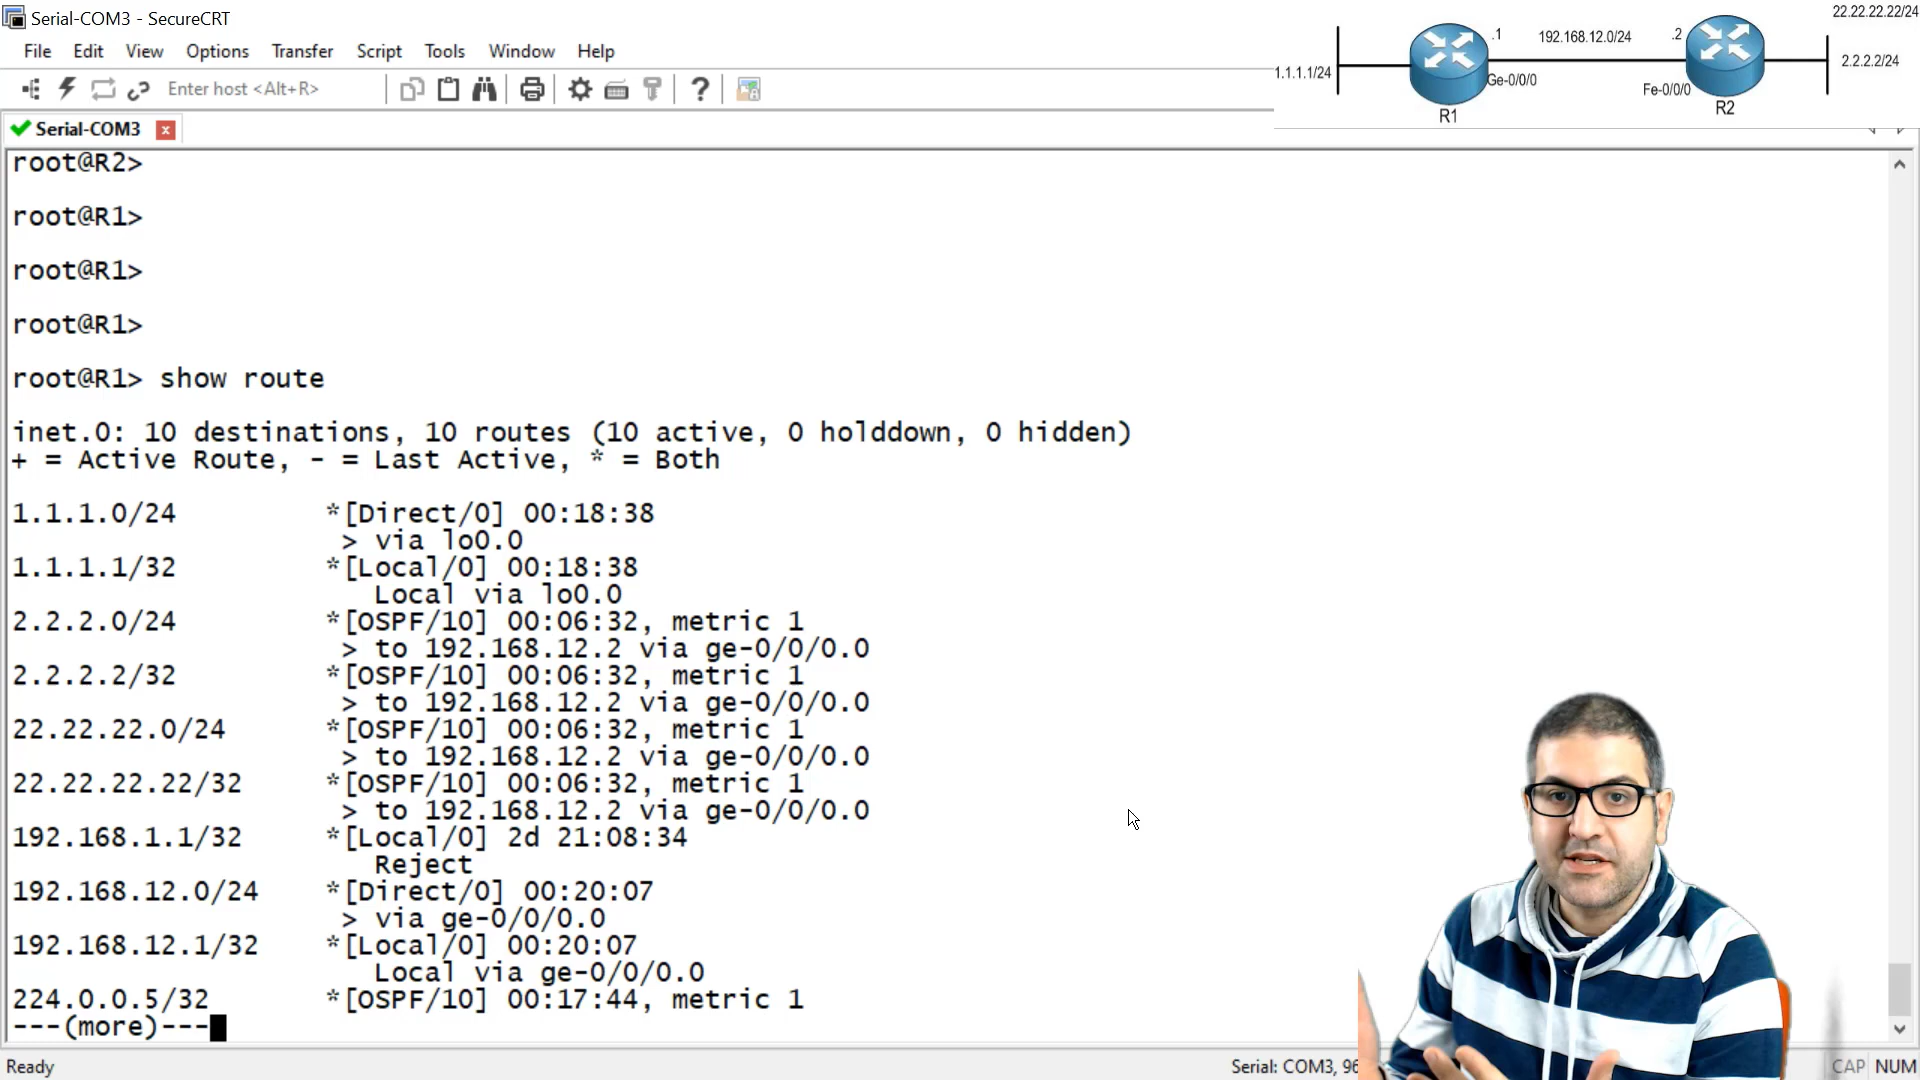 Serial-COM3 - SecureCRT
File Edit View Options Transfer Script Tools Window Help
Enter host <Alt+R>
Serial-COM3
22.22.22.22/24
.1 192.168.12.0/24 .2
1.1.1.1/24
2.2.2.2/24
Ge-0/0/0
Fe-0/0/0
R1
R2
root@R2>
root@R1>
root@R1>
root@R1>
root@R1> show route
inet.0: 10 destinations, 10 routes (10 active, 0 holddown, 0 hidden)
+ = Active Route, - = Last Active, * = Both
1.1.1.0/24 *[Direct/0] 00:18:38
> via lo0.0
1.1.1.1/32 *[Local/0] 00:18:38
Local via lo0.0
2.2.2.0/24 *[OSPF/10] 00:06:32, metric 1
> to 192.168.12.2 via ge-0/0/0.0
2.2.2.2/32 *[OSPF/10] 00:06:32, metric 1
> to 192.168.12.2 via ge-0/0/0.0
22.22.22.0/24 *[OSPF/10] 00:06:32, metric 1
> to 192.168.12.2 via ge-0/0/0.0
22.22.22.22/32 *[OSPF/10] 00:06:32, metric 1
> to 192.168.12.2 via ge-0/0/0.0
192.168.1.1/32 *[Local/0] 2d 21:08:34
Reject
192.168.12.0/24 *[Direct/0] 00:20:07
> via ge-0/0/0.0
192.168.12.1/32 *[Local/0] 00:20:07
Local via ge-0/0/0.0
224.0.0.5/32 *[OSPF/10] 00:17:44, metric 1
---(more)---
Ready Serial: COM3, 96 CAP NUM